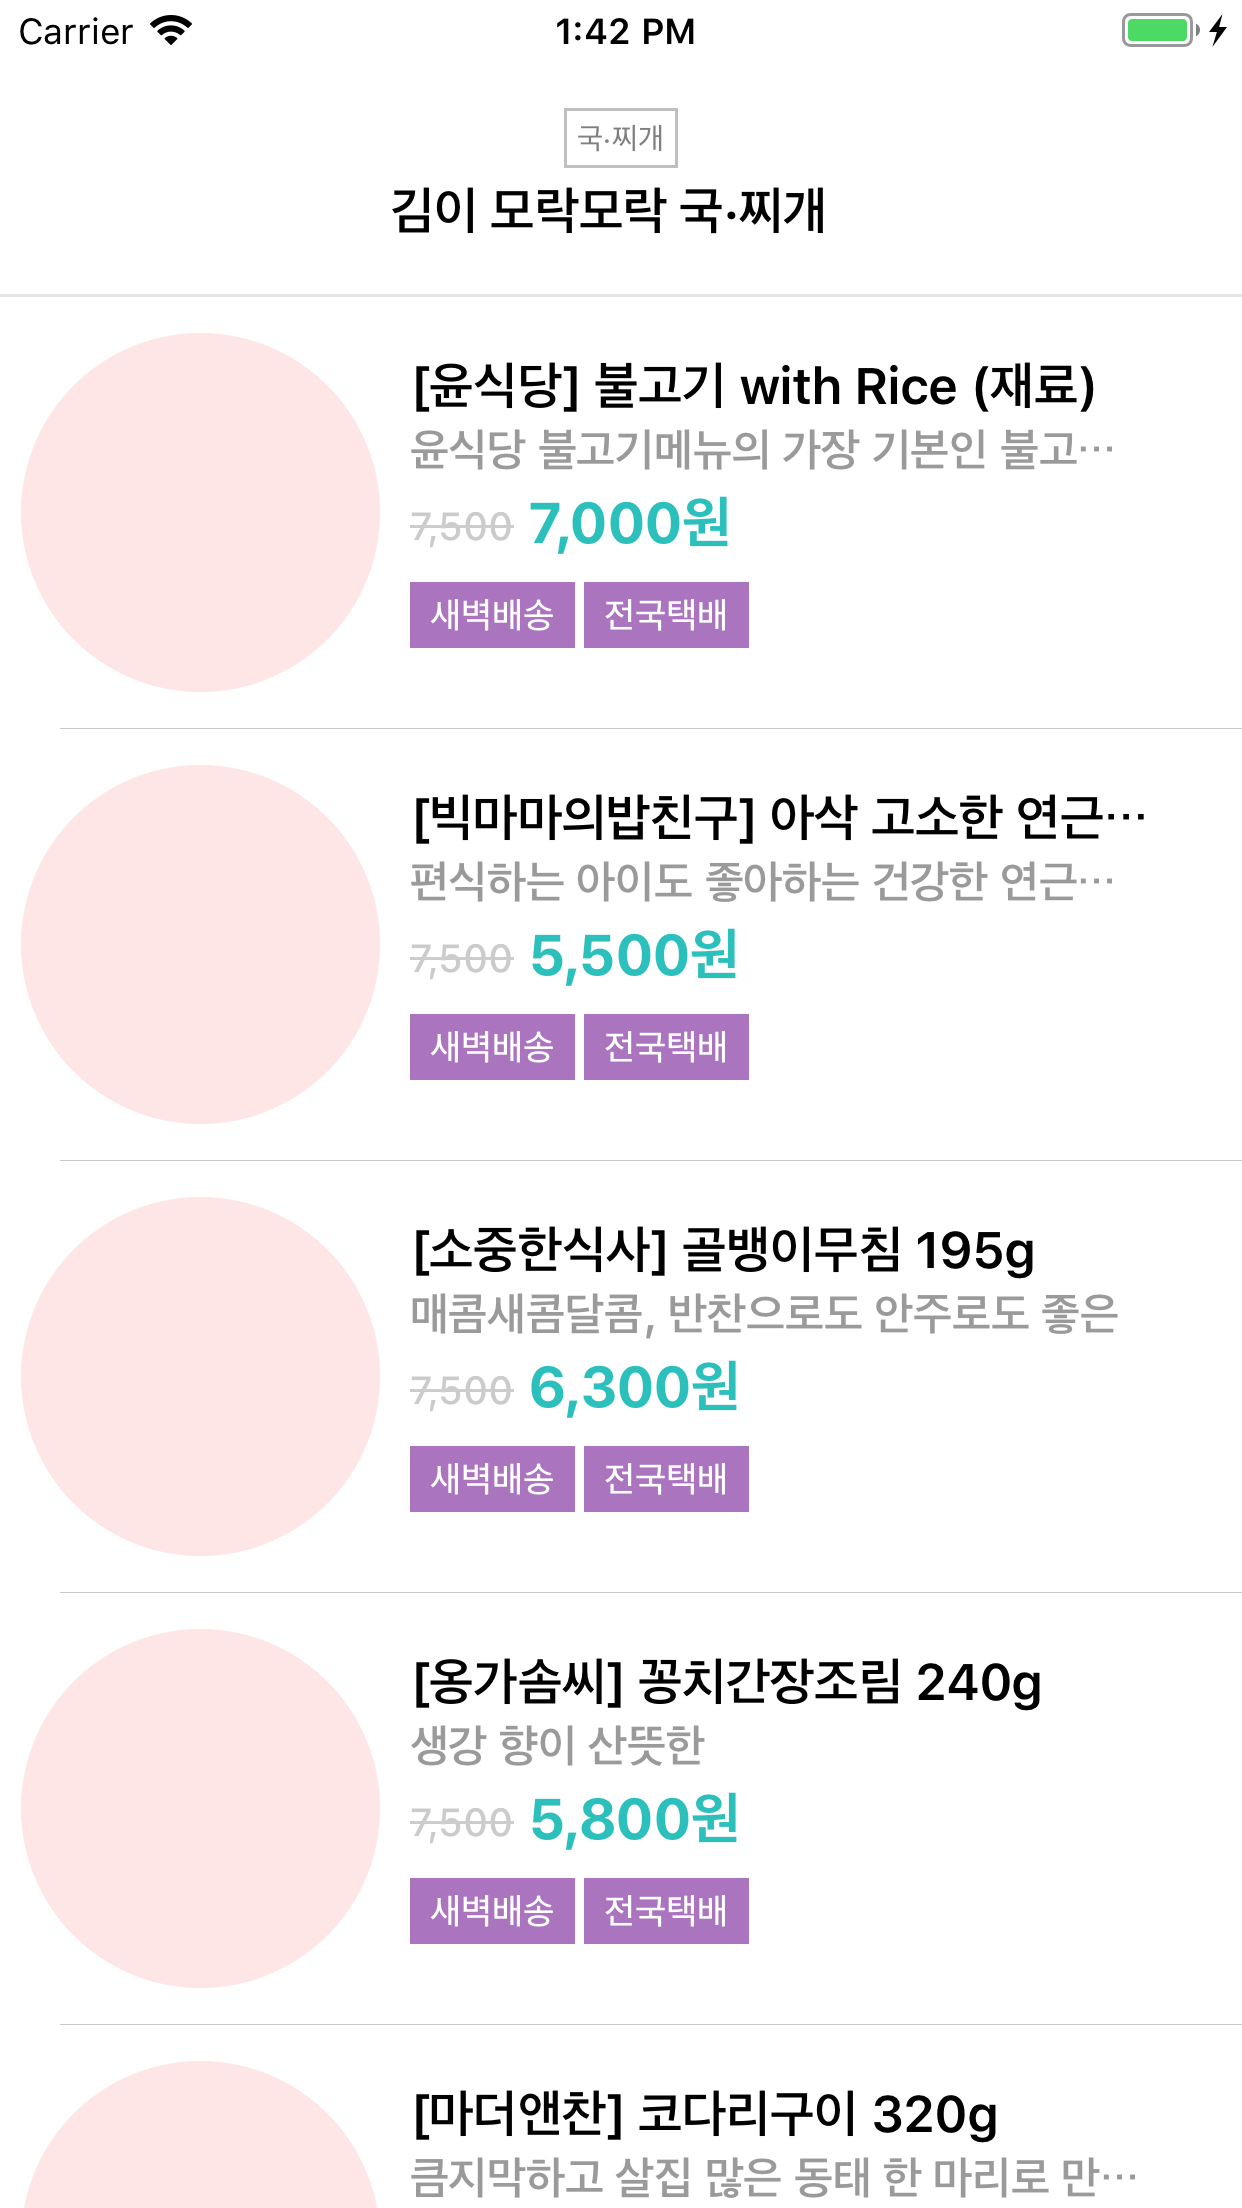 Carrier 1:42 PM
국·찌개
김이 모락모락 국·찌개
[윤식당] 불고기 with Rice (재료)
윤식당 불고기메뉴의 가장 기본인 불고…
7,500 7,000원
새벽배송 전국택배
[빅마마의밥친구] 아삭 고소한 연근…
편식하는 아이도 좋아하는 건강한 연근…
7,500 5,500원
새벽배송 전국택배
[소중한식사] 골뱅이무침 195g
매콤새콤달콤, 반찬으로도 안주로도 좋은
7,500 6,300원
새벽배송 전국택배
[옹가솜씨] 꽁치간장조림 240g
생강 향이 산뜻한
7,500 5,800원
새벽배송 전국택배
[마더앤찬] 코다리구이 320g
큼지막하고 살집 많은 동태 한 마리로 만…